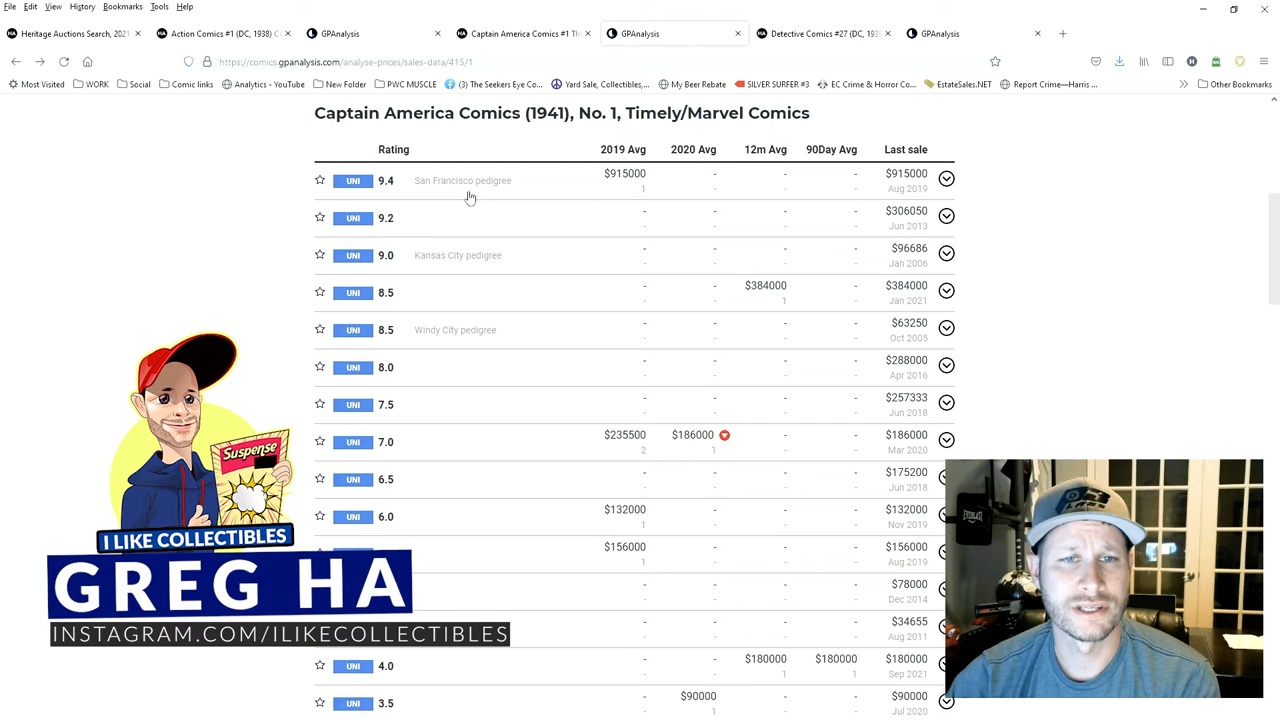 File Edit View History Bookmarks Tools Help
Heritage Auctions Search, 2021 Action Comics #1 (DC, 1938) C GPAnalysis Captain America Comics #1 Th GPAnalysis Detective Comics #27 (DC, 193 GPAnalysis
https://comics.gpanalysis.com/analyse-prices/sales-data/415/1
Most Visited WORK Social Comic links Analytics - YouTube New Folder PWC MUSCLE (3) The Seekers Eye Co... Yard Sale, Collectibles,... My Beer Rebate SILVER SURFER #3 EC Crime & Horror Co... EstateSales.NET Report Crime—Harris ... Other Bookmarks
Captain America Comics (1941), No. 1, Timely/Marvel Comics
Rating 2019 Avg 2020 Avg 12m Avg 90Day Avg Last sale
UNI 9.4 San Francisco pedigree $915000 - - - $915000
1 - - - Aug 2019
UNI 9.2 - - - - $306050
- - - - Jun 2013
UNI 9.0 Kansas City pedigree - - - - $96686
- - - - Jan 2006
UNI 8.5 - - $384000 - $384000
- - 1 - Jan 2021
UNI 8.5 Windy City pedigree - - - - $63250
- - - - Oct 2005
UNI 8.0 - - - - $288000
- - - - Apr 2016
UNI 7.5 - - - - $257333
- - - - Jun 2018
UNI 7.0 $235500 $186000 - - $186000
2 1 - - Mar 2020
UNI 6.5 - - - - $175200
- - - - Jun 2018
UNI 6.0 $132000 - - - $132000
1 - - - Nov 2019
$156000 - - - $156000
1 - - - Aug 2019
- - - - $78000
- - - - Dec 2014
- - - - $34655
- - - - Aug 2011
UNI 4.0 - - $180000 $180000 $180000
- - 1 1 Sep 2021
UNI 3.5 - $90000 - - $90000
- 1 - - Jul 2020
Suspense
I LIKE COLLECTIBLES
GREG HA
INSTAGRAM.COM/ILIKECOLLECTIBLES
EVERLAST